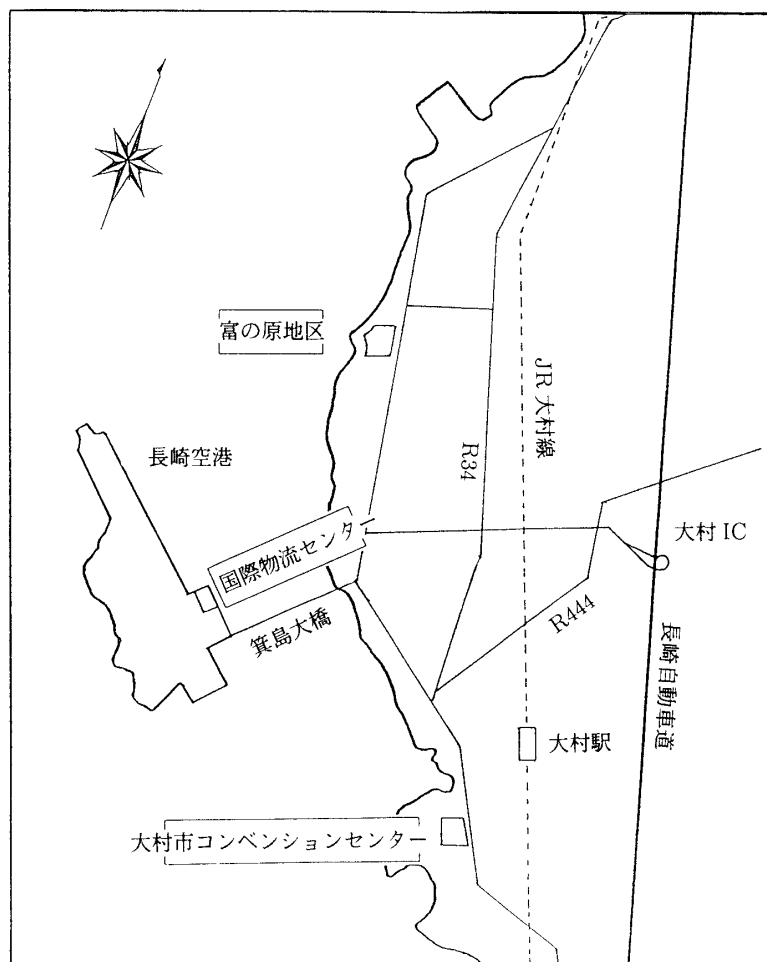 富の原地区
JR大村線
長崎空港
R34
国際物流センター
大村IC
箕島大橋
R444
長崎自動車道
大村駅
大村市コンベンションセンター